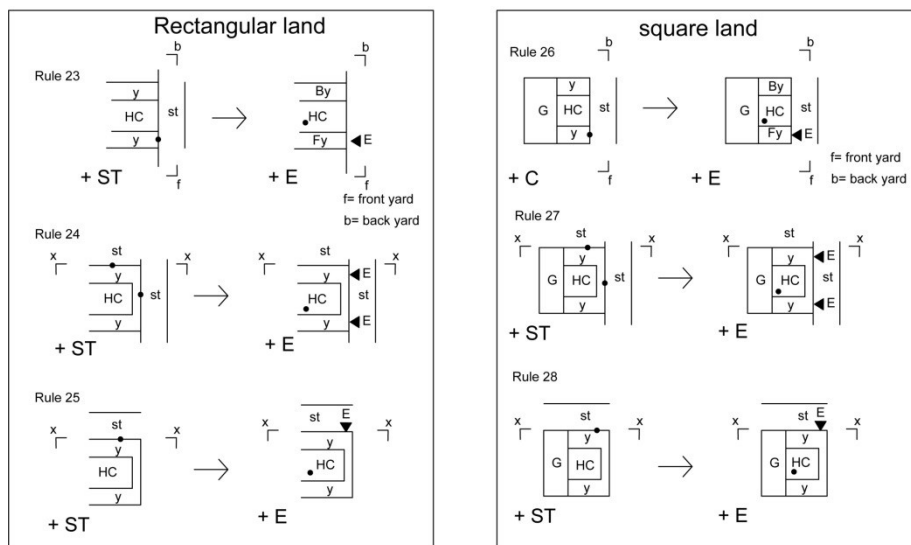 Rectangular land
Rule 23
b b
y By
HC st HC
y Fy E
f f
+ ST + E
f= front yard
b= back yard
Rule 24
x st x x st x
y y E
HC st HC st
y y E
+ ST + E
Rule 25
st st E
x x x x
y y
HC HC
y y
+ ST + E
square land
Rule 26
b b
y By
G HC st G HC st
y Fy E
f f
+ C + E
f= front yard
b= back yard
Rule 27
x st x x st x
y y E
G HC st G HC st
y y E
+ ST + E
Rule 28
st st E
x x x x
y y
G HC G HC
y y
+ ST + E